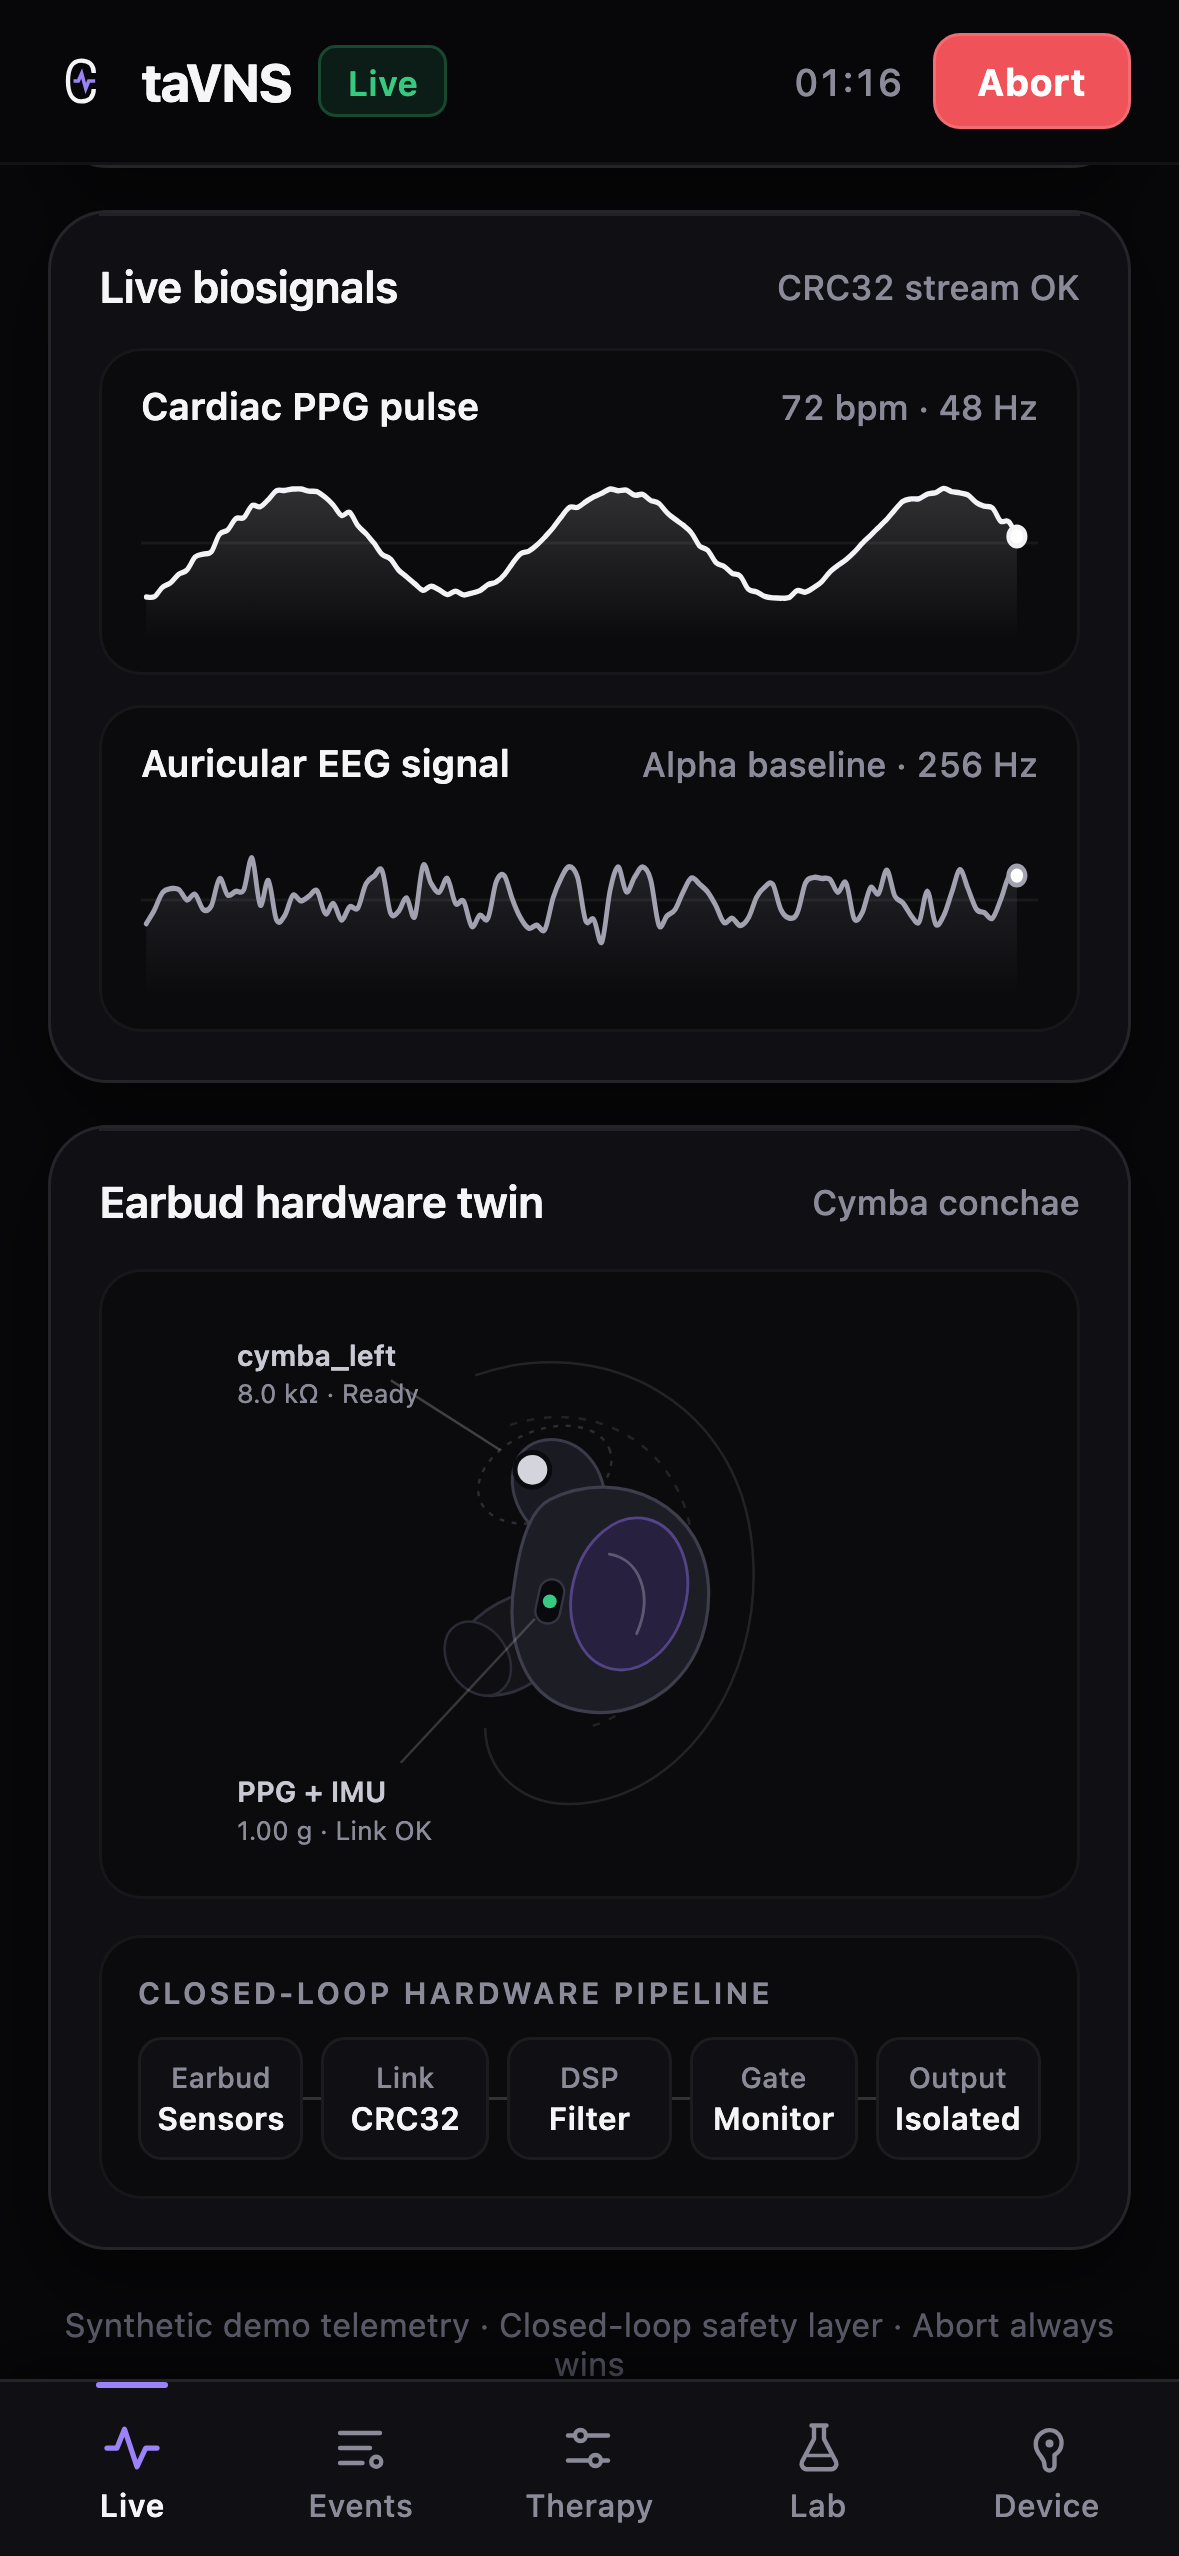 taVNS
Live
01:16
Abort
Live biosignals
CRC32 stream OK
Cardiac PPG pulse
72 bpm · 48 Hz
Auricular EEG signal
Alpha baseline · 256 Hz
Earbud hardware twin
Cymba conchae
cymba_left
8.0 kΩ · Ready
PPG + IMU
1.00 g · Link OK
CLOSED-LOOP HARDWARE PIPELINE
Earbud
Sensors
Link
CRC32
DSP
Filter
Gate
Monitor
Output
Isolated
Synthetic demo telemetry · Closed-loop safety layer · Abort always
wins
Live
Events
Therapy
Lab
Device